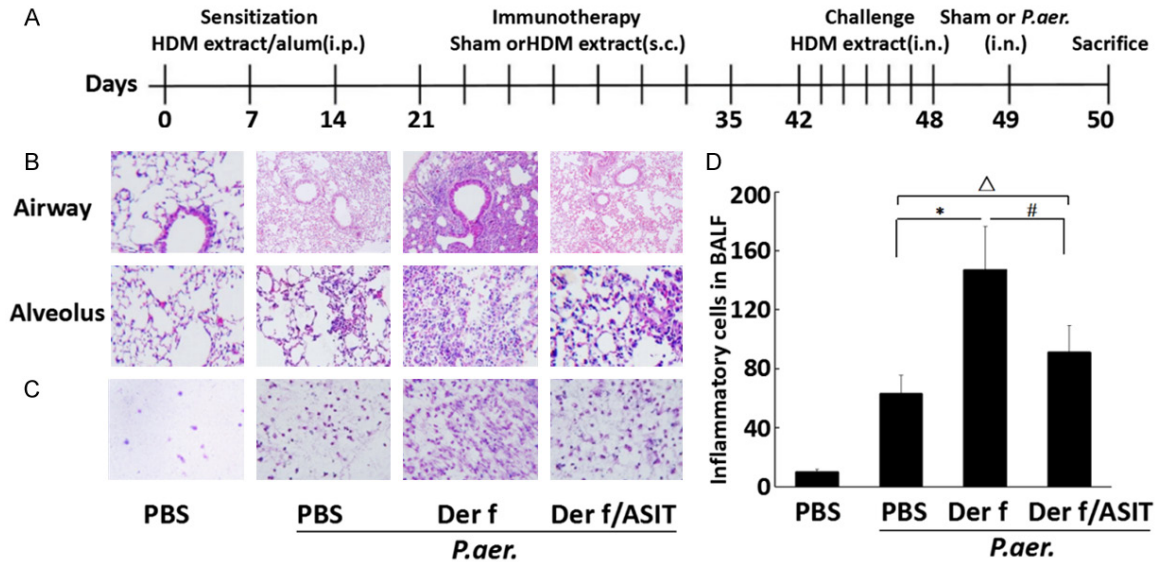 A
Sensitization
HDM extract/alum(i.p.)
Immunotherapy
Sham orHDM extract(s.c.)
Challenge
HDM extract(i.n.)
Sham or P.aer.
(i.n.)
Sacrifice
Days
0 7 14 21 35 42 48 49 50
B
Airway
Alveolus
C
PBS
PBS Der f Der f/ASIT
P.aer.
D
Inflammatory cells in BALF
200
160
120
80
40
0
△
* #
PBS PBS Der f Der f/ASIT
P.aer.